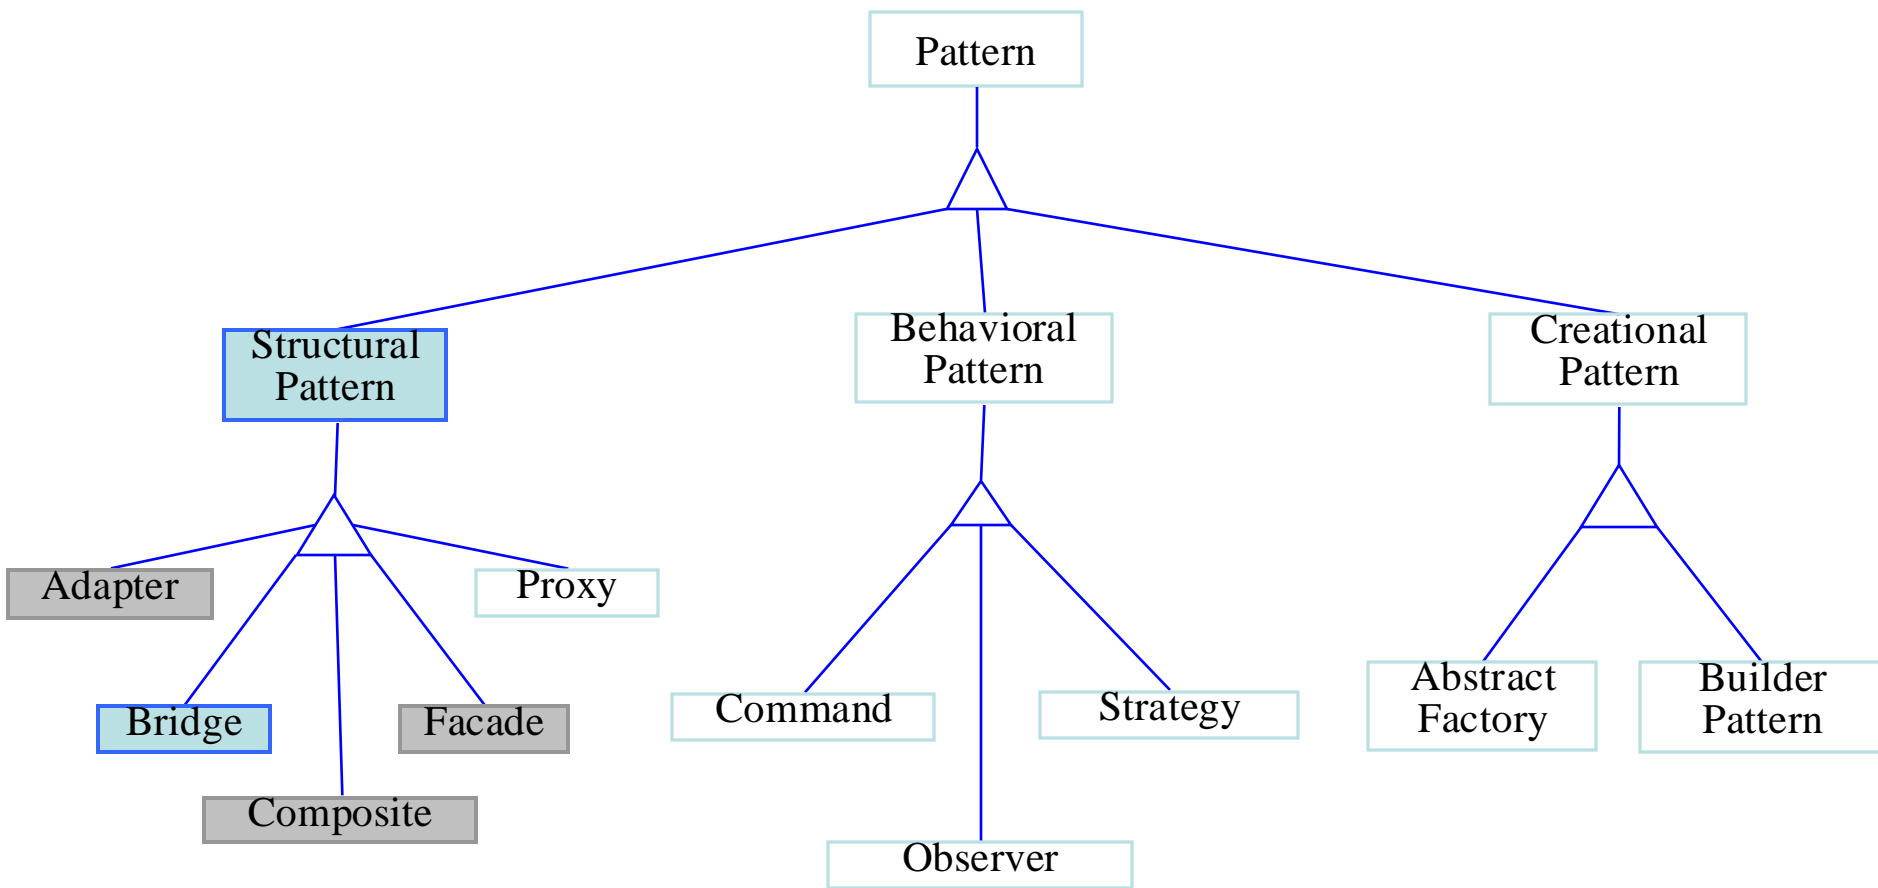 Pattern
Structural
Pattern
Behavioral
Pattern
Creational
Pattern
Adapter
Proxy
Bridge
Facade
Composite
Command
Strategy
Observer
Abstract
Factory
Builder
Pattern